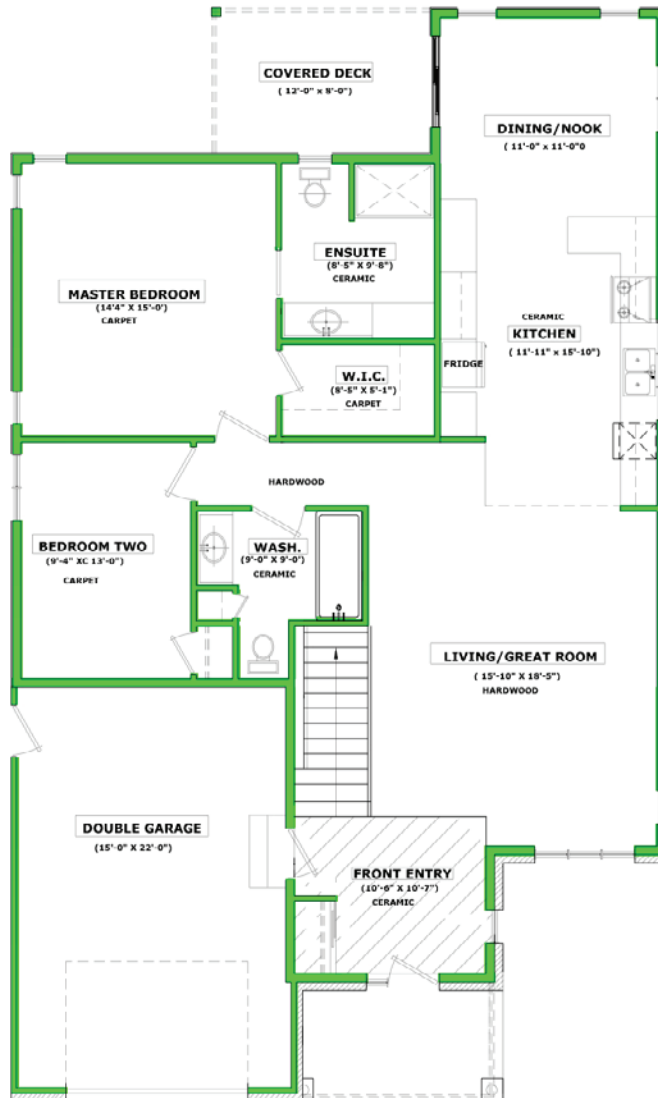 COVERED DECK
( 12'-0" x 8'-0")
DINING/NOOK
( 11'-0" x 11'-0"0
ENSUITE
(8'-5" X 9'-8")
CERAMIC
MASTER BEDROOM
(14'4" X 15'-0')
CARPET
CERAMIC
KITCHEN
( 11'-11" x 15'-10")
FRIDGE
W.I.C.
(8'-5" X 5'-1")
CARPET
HARDWOOD
BEDROOM TWO
(9'-4" XC 13'-0")
CARPET
WASH.
(9'-0" X 9'-0')
CERAMIC
LIVING/GREAT ROOM
( 15'-10" X 18'-5")
HARDWOOD
DOUBLE GARAGE
(15'-0" X 22'-0")
FRONT ENTRY
(10'-6" X 10'-7")
CERAMIC